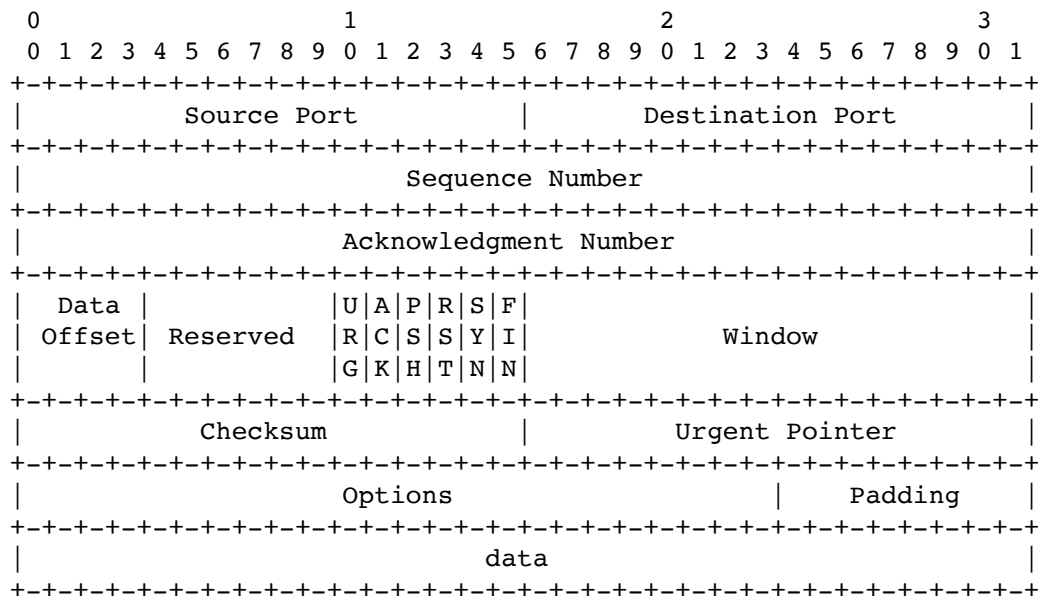 0                   1                   2                   3
 0 1 2 3 4 5 6 7 8 9 0 1 2 3 4 5 6 7 8 9 0 1 2 3 4 5 6 7 8 9 0 1
+-+-+-+-+-+-+-+-+-+-+-+-+-+-+-+-+-+-+-+-+-+-+-+-+-+-+-+-+-+-+-+-+
|          Source Port          |       Destination Port        |
+-+-+-+-+-+-+-+-+-+-+-+-+-+-+-+-+-+-+-+-+-+-+-+-+-+-+-+-+-+-+-+-+
|                        Sequence Number                        |
+-+-+-+-+-+-+-+-+-+-+-+-+-+-+-+-+-+-+-+-+-+-+-+-+-+-+-+-+-+-+-+-+
|                    Acknowledgment Number                      |
+-+-+-+-+-+-+-+-+-+-+-+-+-+-+-+-+-+-+-+-+-+-+-+-+-+-+-+-+-+-+-+-+
|  Data |           |U|A|P|R|S|F|                               |
| Offset| Reserved  |R|C|S|S|Y|I|            Window             |
|       |           |G|K|H|T|N|N|                               |
+-+-+-+-+-+-+-+-+-+-+-+-+-+-+-+-+-+-+-+-+-+-+-+-+-+-+-+-+-+-+-+-+
|           Checksum            |         Urgent Pointer        |
+-+-+-+-+-+-+-+-+-+-+-+-+-+-+-+-+-+-+-+-+-+-+-+-+-+-+-+-+-+-+-+-+
|                    Options                    |    Padding    |
+-+-+-+-+-+-+-+-+-+-+-+-+-+-+-+-+-+-+-+-+-+-+-+-+-+-+-+-+-+-+-+-+
|                             data                              |
+-+-+-+-+-+-+-+-+-+-+-+-+-+-+-+-+-+-+-+-+-+-+-+-+-+-+-+-+-+-+-+-+